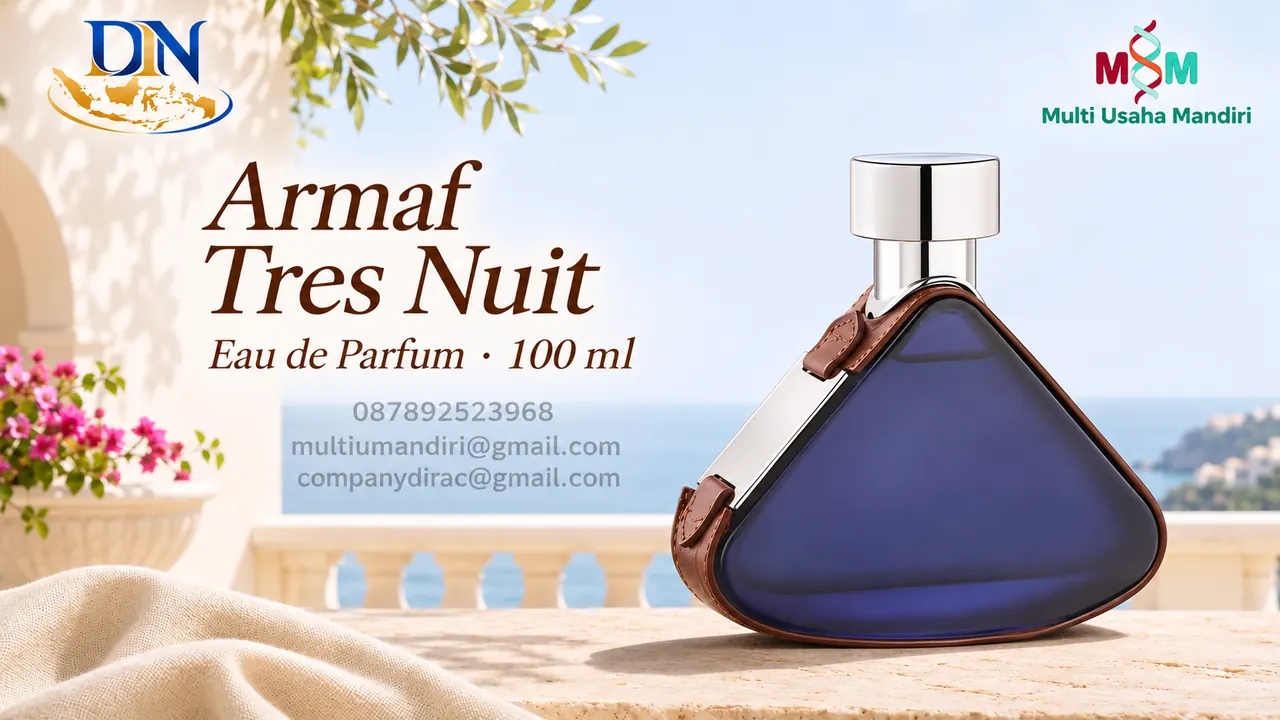 DN
MM
Multi Usaha Mandiri
Armaf
Tres Nuit
Eau de Parfum · 100 ml
087892523968
multiumandiri@gmail.com
companydirac@gmail.com